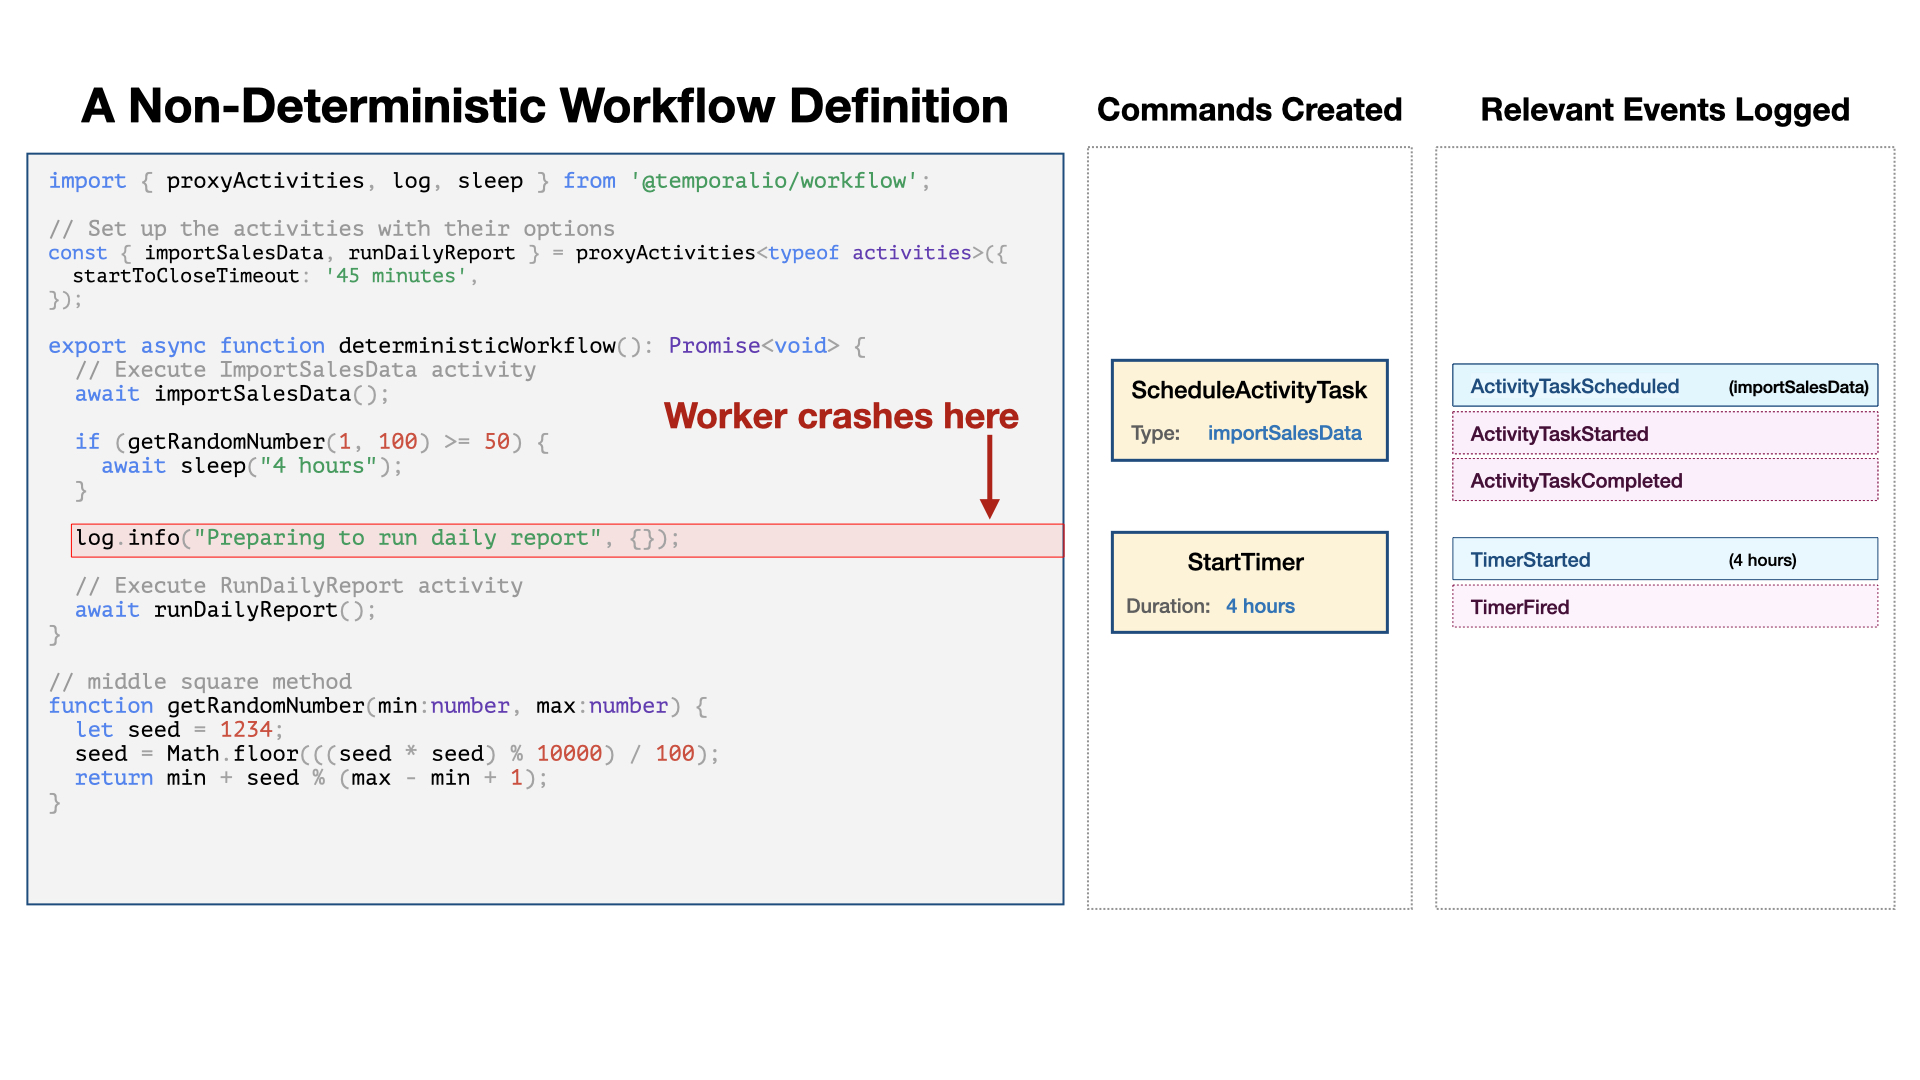 A Non-Deterministic Workflow Definition
import { proxyActivities, log, sleep } from '@temporalio/workflow';
// Set up the activities with their options
const { importSalesData, runDailyReport } = proxyActivities<typeof activities>({
startToCloseTimeout: '45 minutes',
});
export async function deterministicWorkflow(): Promise<void> {
// Execute ImportSalesData activity
await importSalesData();
Worker crashes here
if (getRandomNumber(1, 100) >= 50) {
await sleep("4 hours");
}
log.info("Preparing to run daily report", {});
// Execute RunDailyReport activity
await runDailyReport();
}
// middle square method
function getRandomNumber(min:number, max:number) {
let seed = 1234;
seed = Math.floor(((seed * seed) % 10000) / 100);
return min + seed % (max - min + 1);
}
Commands Created
ScheduleActivityTask
Type: importSalesData
StartTimer
Duration: 4 hours
Relevant Events Logged
ActivityTaskScheduled (importSalesData)
ActivityTaskStarted
ActivityTaskCompleted
TimerStarted (4 hours)
TimerFired